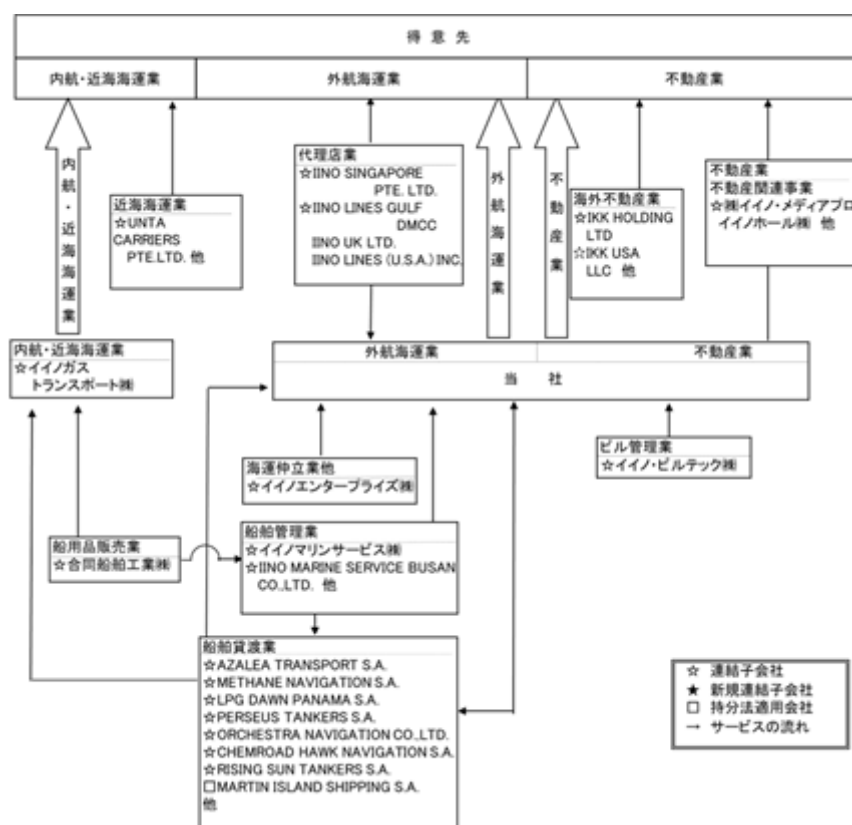 得意先
内航・近海海運業
外航海運業
不動産業
内航・近海海運業
近海海運業
☆UNTA
CARRIERS
PTE.LTD. 他
代理店業
☆IINO SINGAPORE
PTE. LTD.
☆IINO LINES GULF
DMCC
IINO UK LTD.
IINO LINES (U.S.A.) INC.
外航海運業
不動産業
海外不動産業
☆IKK HOLDING
LTD
☆IKK USA
LLC 他
不動産業
不動産関連事業
☆㈱イイノ・メディアプロ
イイノホール㈱ 他
内航・近海海運業
☆イイノガス
トランスポート㈱
外航海運業
不動産業
当社
海運仲立業他
☆イイノエンタープライズ㈱
ビル管理業
☆イイノ・ビルテック㈱
船用品販売業
☆合同船舶工業㈱
船舶管理業
☆イイノマリンサービス㈱
☆IINO MARINE SERVICE BUSAN
CO.,LTD. 他
船舶貸渡業
☆AZALEA TRANSPORT S.A.
☆METHANE NAVIGATION S.A.
☆LPG DAWN PANAMA S.A.
☆PERSEUS TANKERS S.A.
☆ORCHESTRA NAVIGATION CO.,LTD.
☆CHEMROAD HAWK NAVIGATION S.A.
☆RISING SUN TANKERS S.A.
□MARTIN ISLAND SHIPPING S.A.
他
☆ 連結子会社
★ 新規連結子会社
□ 持分法適用会社
→ サービスの流れ